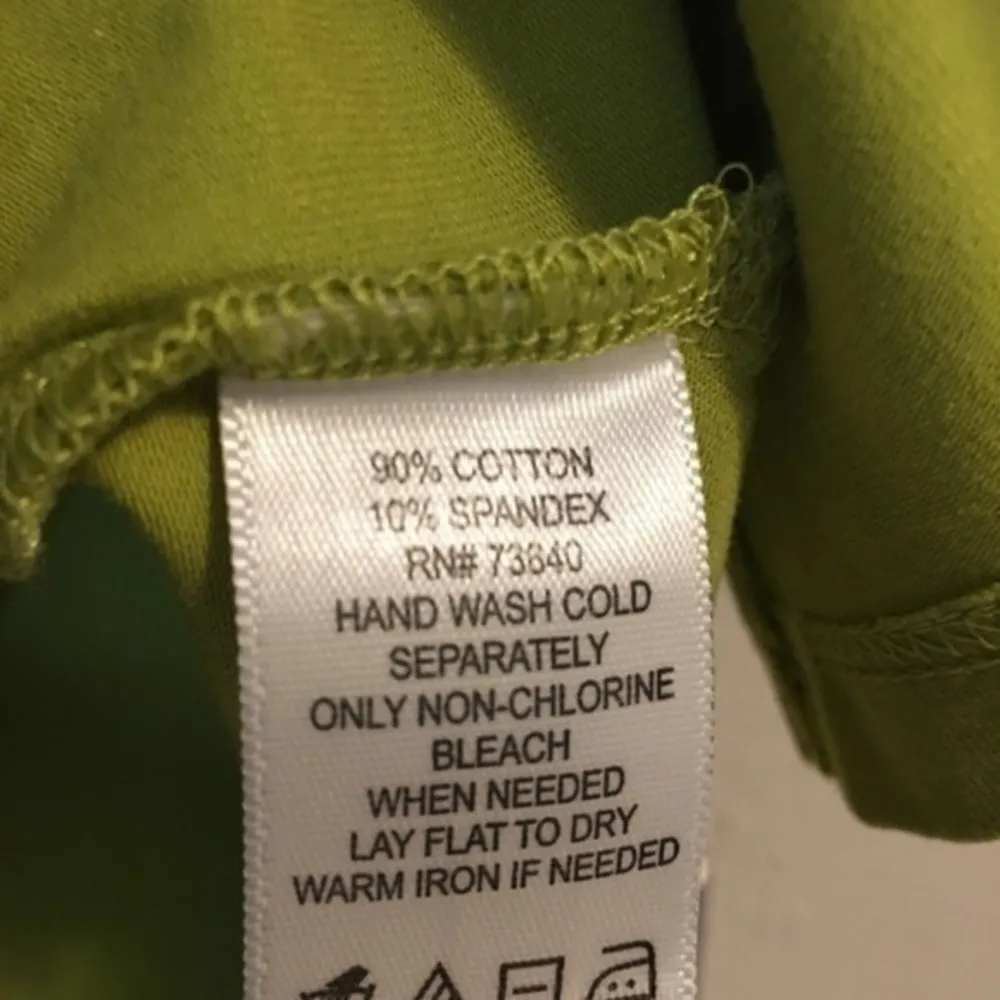 90% COTTON
10% SPANDEX
RN# 73640
HAND WASH COLD
SEPARATELY
ONLY NON-CHLORINE
BLEACH
WHEN NEEDED
LAY FLAT TO DRY
WARM IRON IF NEEDED